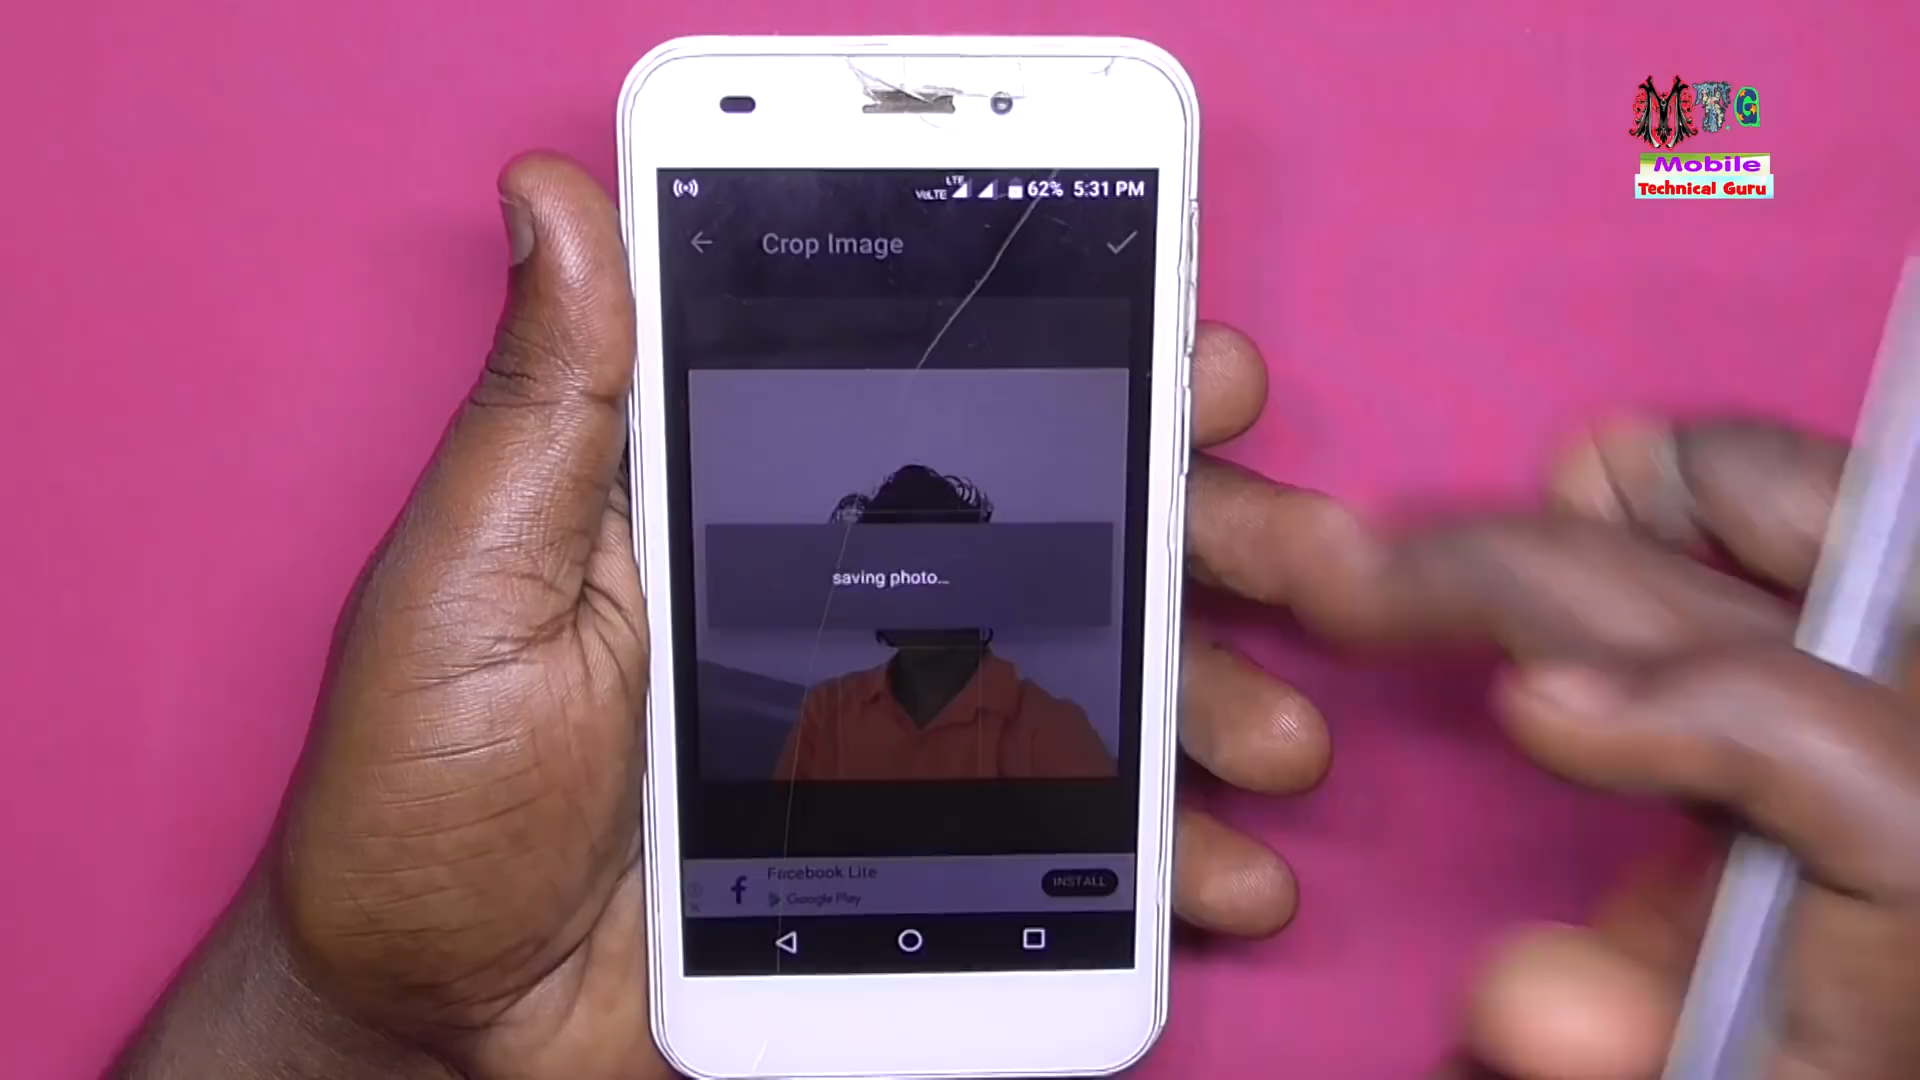 MTG
Mobile
Technical Guru
LTE
VoLTE
62% 5:31 PM
Crop Image
saving photo...
Facebook Lite
Google Play
INSTALL